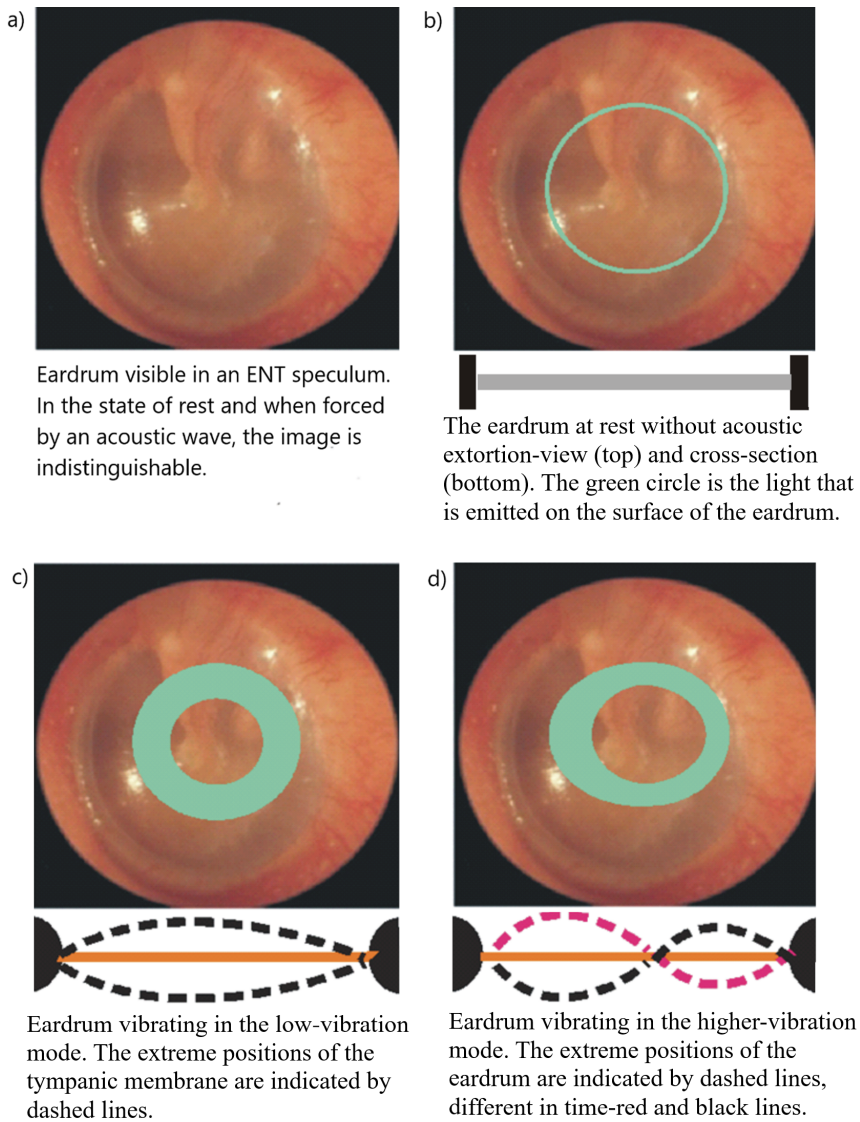 a)
Eardrum visible in an ENT speculum.
In the state of rest and when forced
by an acoustic wave, the image is
indistinguishable.
b)
The eardrum at rest without acoustic
extortion-view (top) and cross-section
(bottom). The green circle is the light that
is emitted on the surface of the eardrum.
c)
Eardrum vibrating in the low-vibration
mode. The extreme positions of the
tympanic membrane are indicated by
dashed lines.
d)
Eardrum vibrating in the higher-vibration
mode. The extreme positions of the
eardrum are indicated by dashed lines,
different in time-red and black lines.